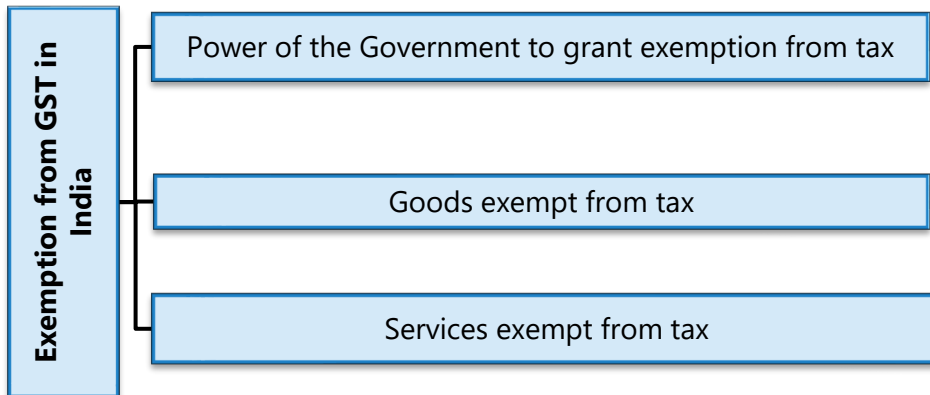 Exemption from GST in
India
Power of the Government to grant exemption from tax
Goods exempt from tax
Services exempt from tax